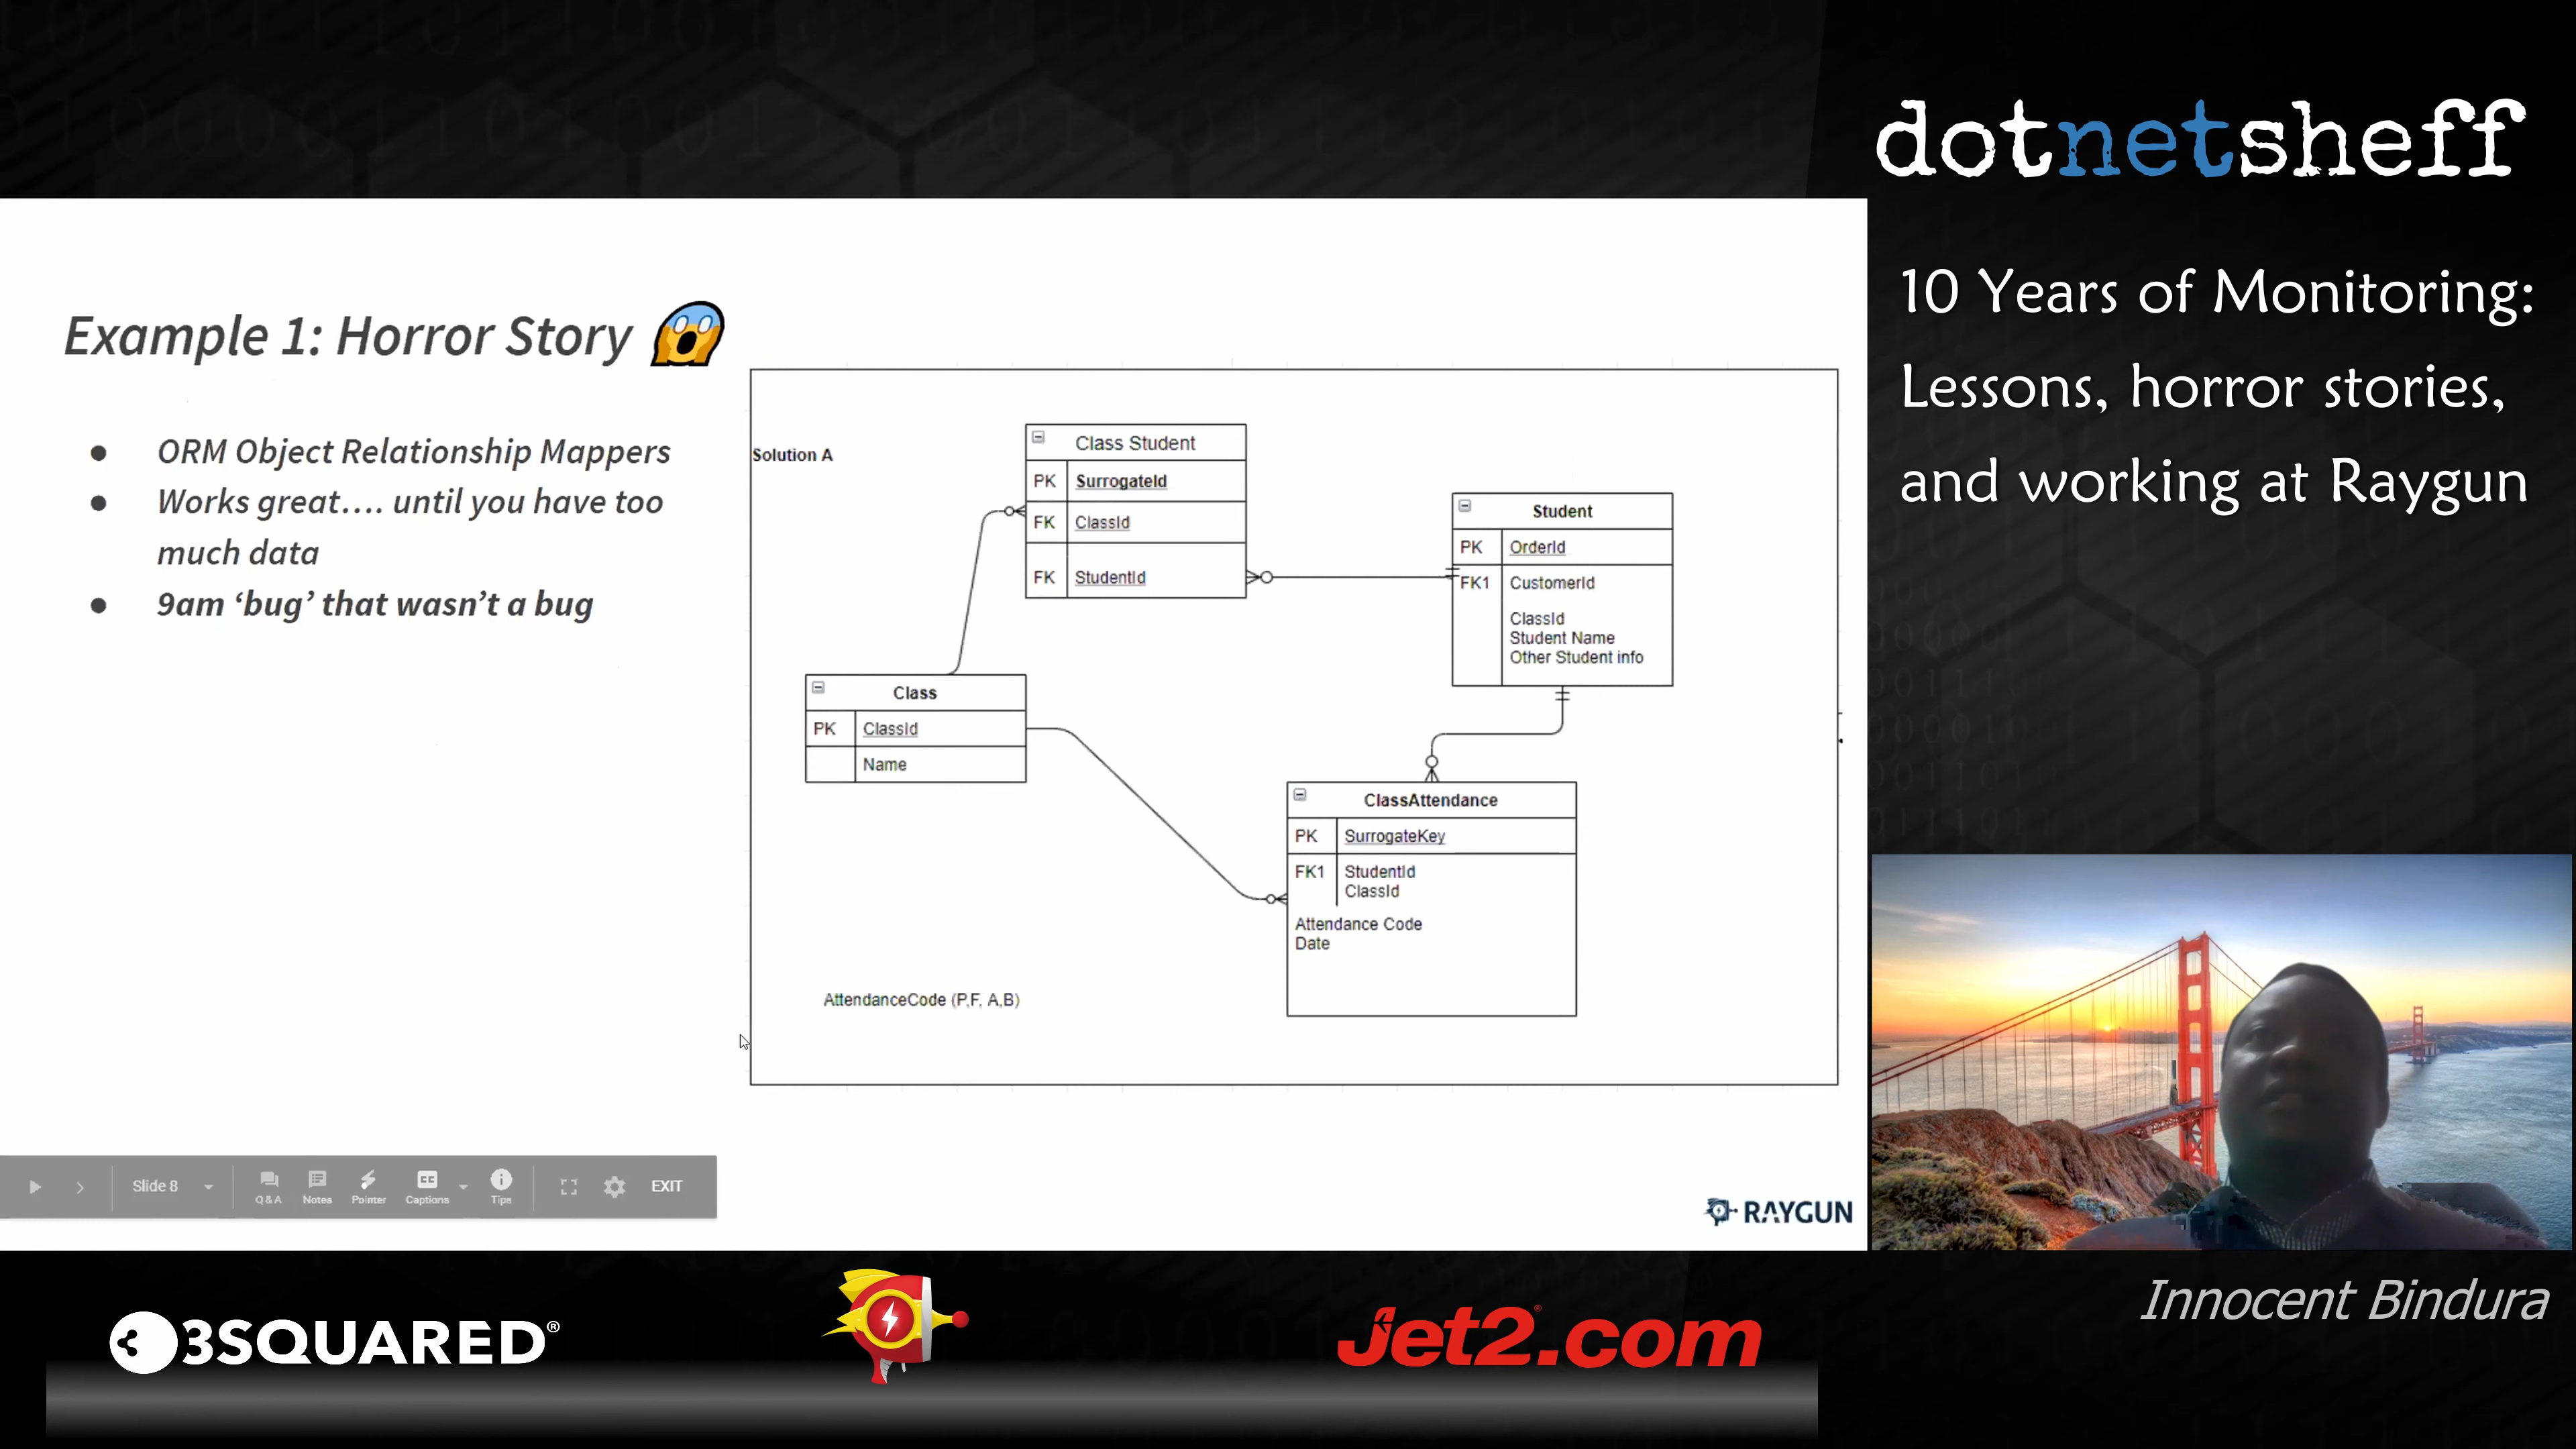 dotnetsheff
10 Years of Monitoring:
Lessons, horror stories,
and working at Raygun
Example 1: Horror Story
ORM Object Relationship Mappers
Works great.... until you have too
much data
9am ‘bug’ that wasn’t a bug
Solution A
Class Student
PK SurrogateId
FK ClassId
FK StudentId
Student
PK OrderId
FK1 CustomerId
ClassId
Student Name
Other Student info
Class
PK ClassId
Name
ClassAttendance
PK SurrogateKey
FK1 StudentId
ClassId
Attendance Code
Date
AttendanceCode (P,F, A,B)
Slide 8
Q&A
Notes
Pointer
CC
Captions
Tips
EXIT
RAYGUN
Innocent Bindura
3SQUARED®
Jet2.com®